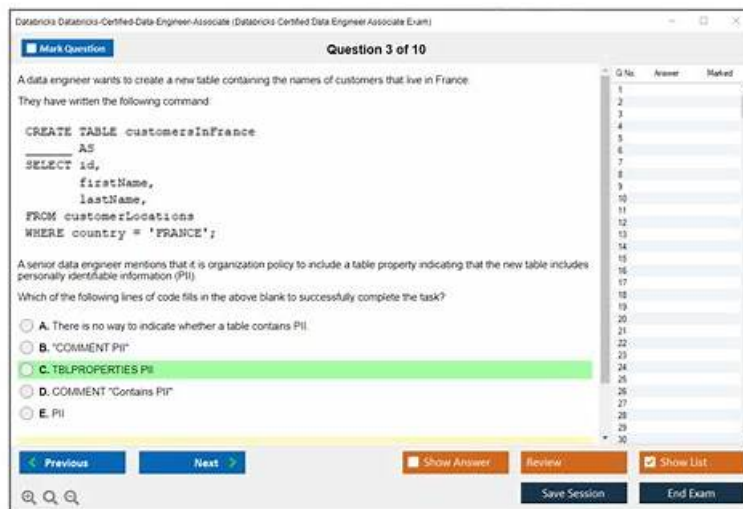 Databricks Databricks-Certified-Data-Engineer-Associate (Databricks Certified Data Engineer Associate Exam)
Mark Question
Question 3 of 10
A data engineer wants to create a new table containing the names of customers that live in France.
They have written the following command:
CREATE TABLE customersInFrance
_____ AS
SELECT id,
firstName,
lastName,
FROM customerLocations
WHERE country = 'FRANCE';
A senior data engineer mentions that it is organization policy to include a table property indicating that the new table includes
personally identifiable information (PII).
Which of the following lines of code fills in the above blank to successfully complete the task?
A. There is no way to indicate whether a table contains PII.
B. "COMMENT PII"
C. TBLPROPERTIES PII
D. COMMENT "Contains PII"
E. PII
Q No. Answer Marked
1
2
3
4
5
6
7
8
9
10
11
12
13
14
15
16
17
18
19
20
21
22
23
24
25
26
27
28
29
30
Previous
Next
Show Answer
Review
Show List
Save Session
End Exam